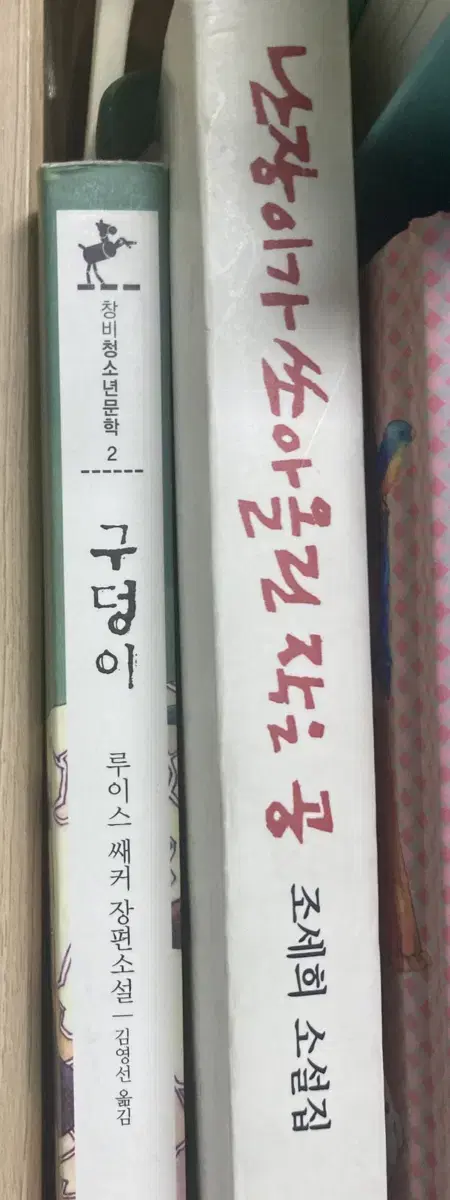 창비청소년문학
2
구덩이
루이스 쌔커 장편소설 | 김영선 옮김
난장이가 쏘아올린 작은 공
조세희 소설집